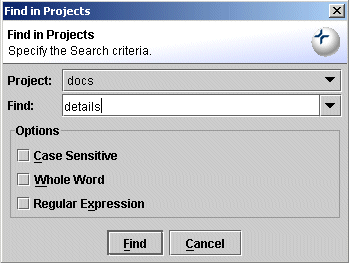 Find in Projects
Find in Projects
Specify the Search criteria.
Project: docs
Find: details
Options
Case Sensitive
Whole Word
Regular Expression
Find Cancel